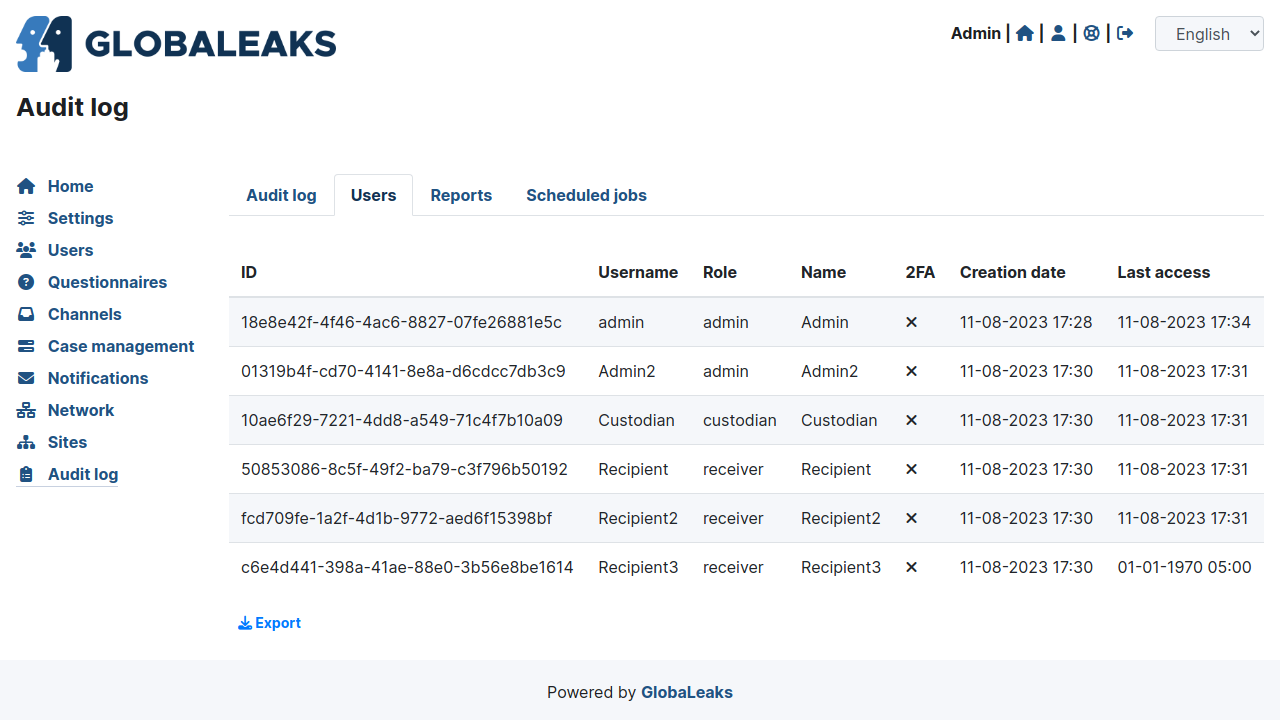 GLOBALEAKS
Admin | | | |
English
Audit log
Home
Settings
Users
Questionnaires
Channels
Case management
Notifications
Network
Sites
Audit log
Audit log Users Reports Scheduled jobs
ID Username Role Name 2FA Creation date Last access
18e8e42f-4f46-4ac6-8827-07fe26881e5c admin admin Admin 11-08-2023 17:28 11-08-2023 17:34
01319b4f-cd70-4141-8e8a-d6cdcc7db3c9 Admin2 admin Admin2 11-08-2023 17:30 11-08-2023 17:31
10ae6f29-7221-4dd8-a549-71c4f7b10a09 Custodian custodian Custodian 11-08-2023 17:30 11-08-2023 17:31
50853086-8c5f-49f2-ba79-c3f796b50192 Recipient receiver Recipient 11-08-2023 17:30 11-08-2023 17:31
fcd709fe-1a2f-4d1b-9772-aed6f15398bf Recipient2 receiver Recipient2 11-08-2023 17:30 11-08-2023 17:31
c6e4d441-398a-41ae-88e0-3b56e8be1614 Recipient3 receiver Recipient3 11-08-2023 17:30 01-01-1970 05:00
Export
Powered by GlobaLeaks